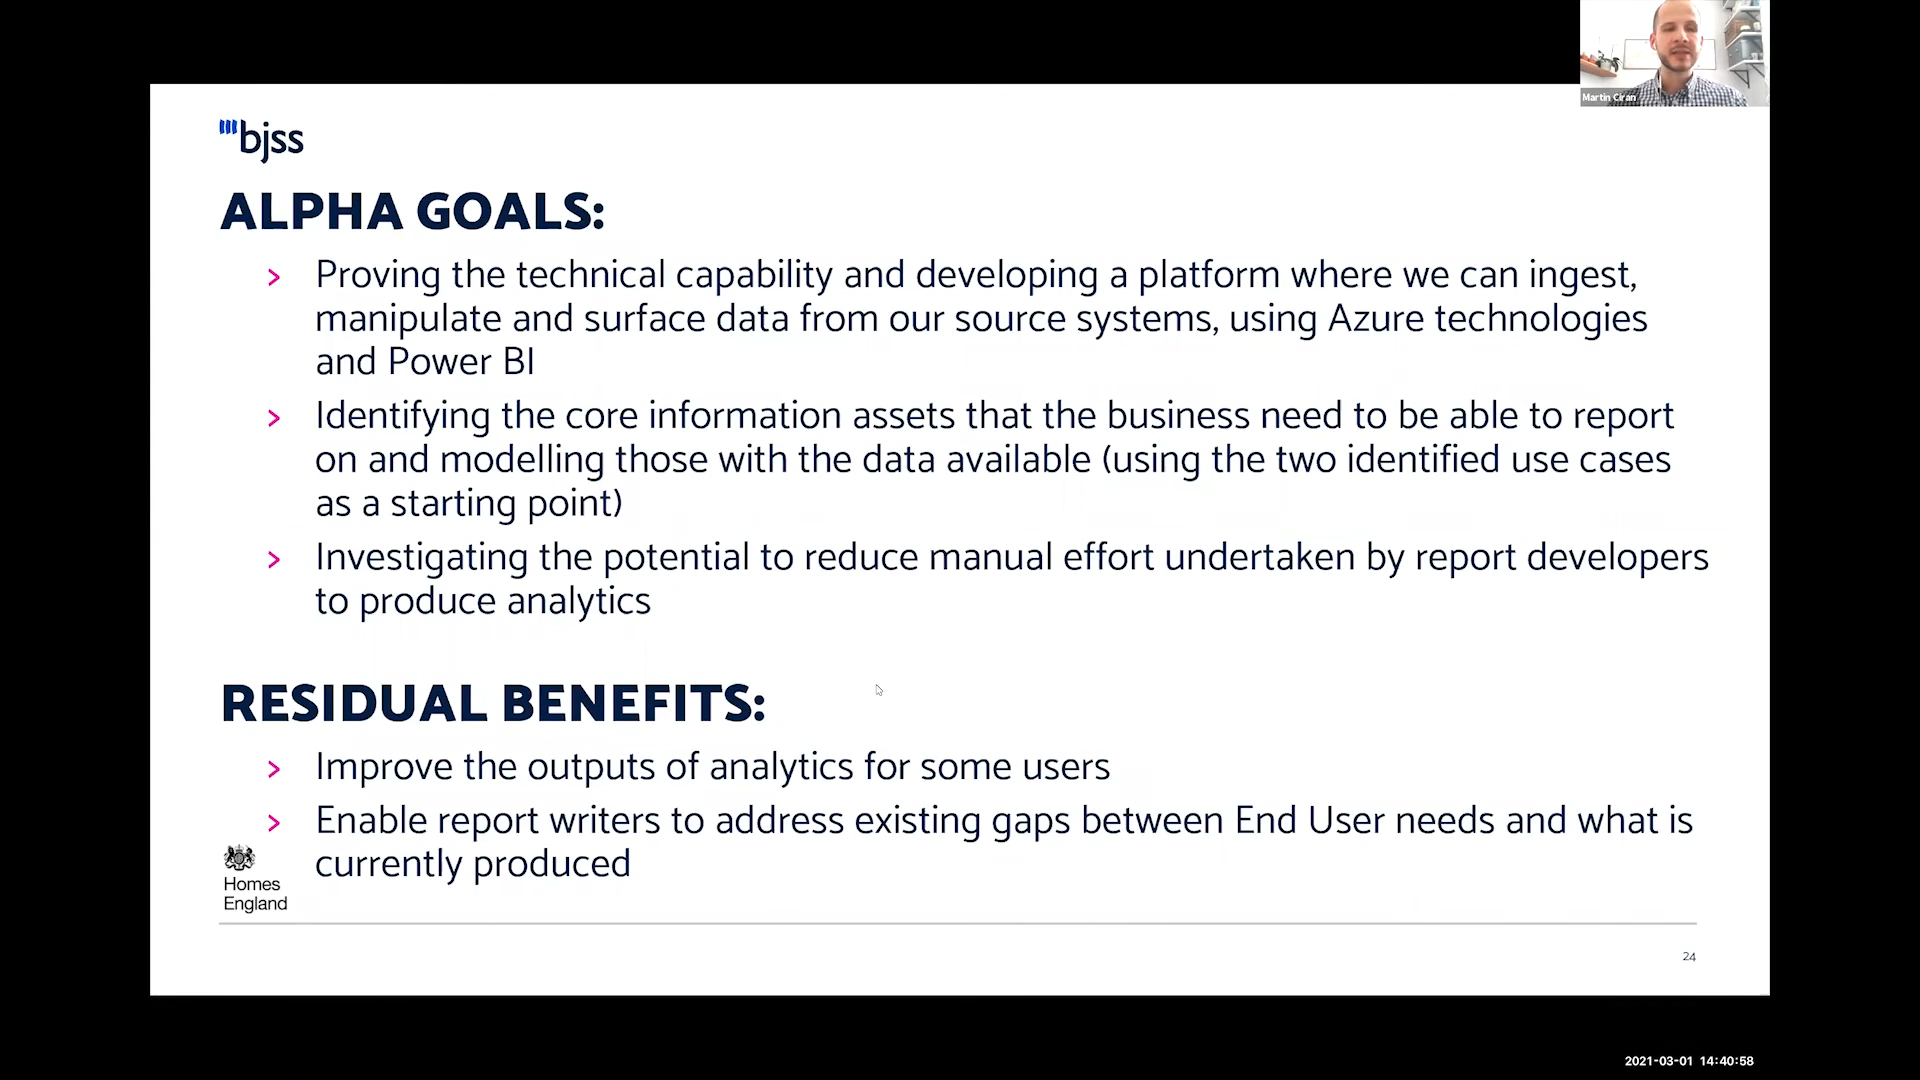 Martin Ciran
bjss
ALPHA GOALS:
> Proving the technical capability and developing a platform where we can ingest,
manipulate and surface data from our source systems, using Azure technologies
and Power BI
> Identifying the core information assets that the business need to be able to report
on and modelling those with the data available (using the two identified use cases
as a starting point)
> Investigating the potential to reduce manual effort undertaken by report developers
to produce analytics
RESIDUAL BENEFITS:
> Improve the outputs of analytics for some users
> Enable report writers to address existing gaps between End User needs and what is
currently produced
Homes
England
24
2021-03-01 14:40:58